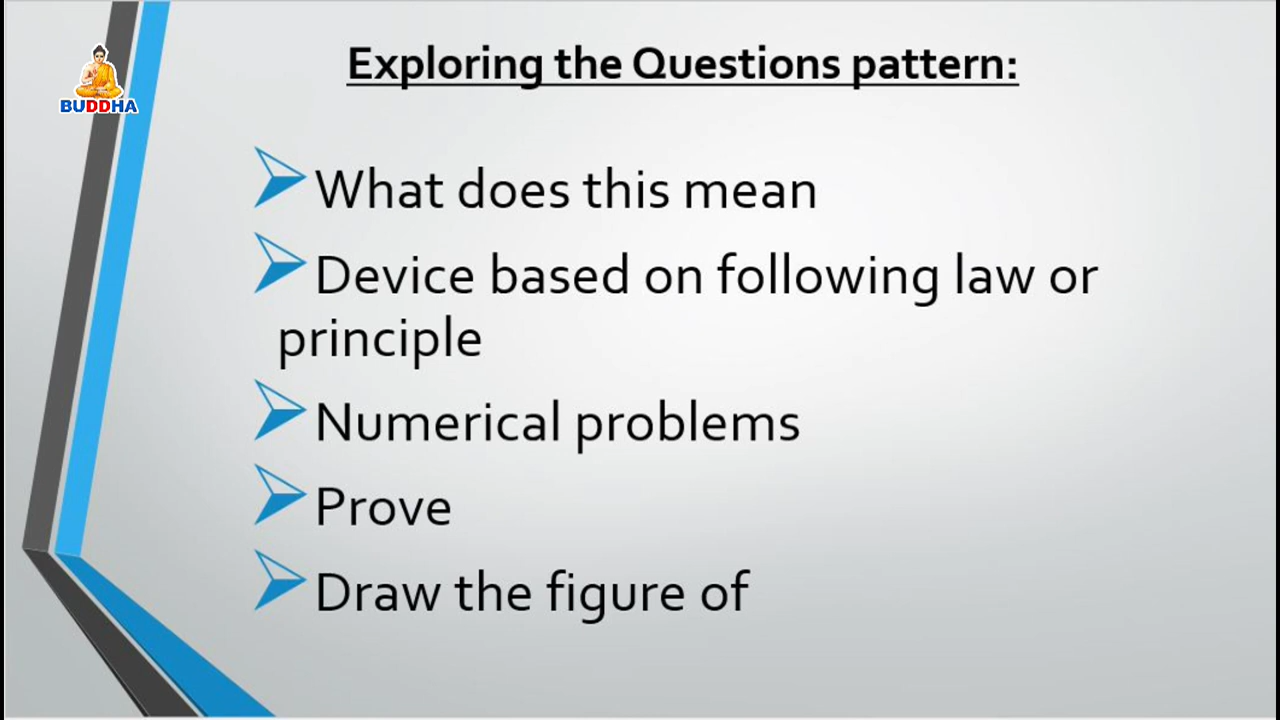 BUDDHA
Exploring the Questions pattern:
What does this mean
Device based on following law or
principle
Numerical problems
Prove
Draw the figure of